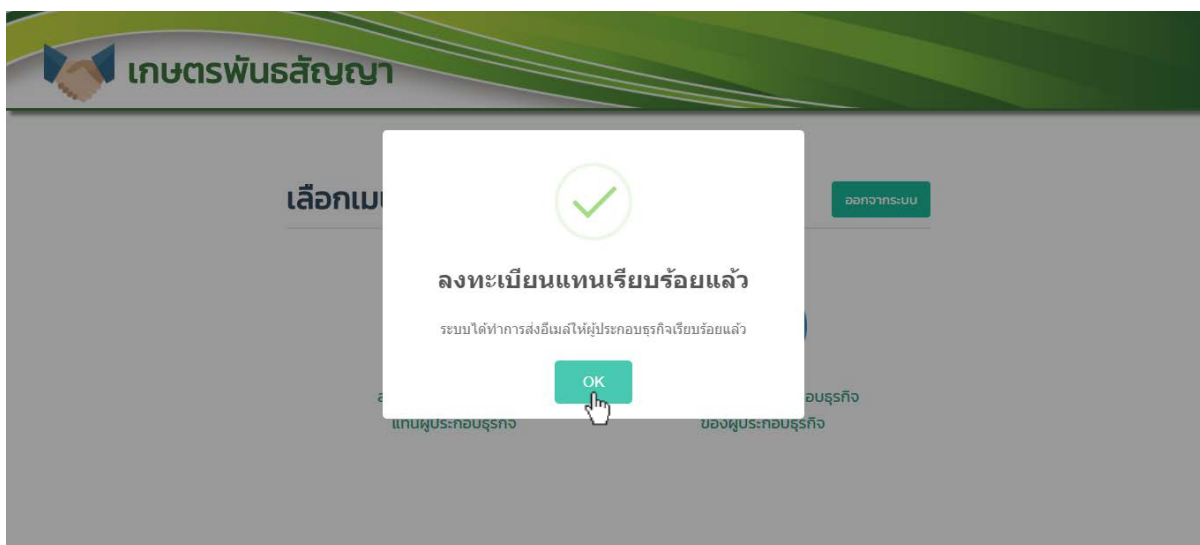 เกษตรพันธสัญญา
เลือกเม
ออกจากระบบ
ลงทะเบียนแทนเรียบร้อยแล้ว
ระบบได้ทำการส่งอีเมล์ให้ผู้ประกอบธุรกิจเรียบร้อยแล้ว
OK
อบธุรกิจ
แทนผู้ประกอบธุรกิจ
ของผู้ประกอบธุรกิจ